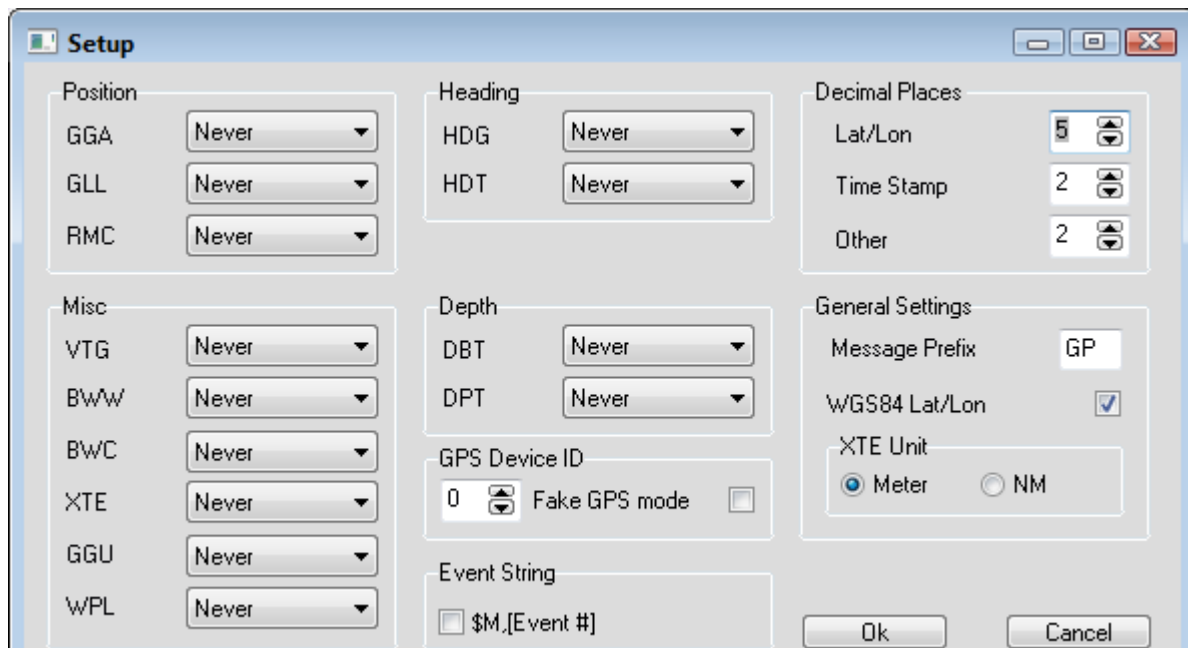 Setup
Position
GGA Never
GLL Never
RMC Never
Heading
HDG Never
HDT Never
Decimal Places
Lat/Lon 5
Time Stamp 2
Other 2
Misc
VTG Never
BWW Never
BWC Never
XTE Never
GGU Never
WPL Never
Depth
DBT Never
DPT Never
GPS Device ID
0 Fake GPS mode
Event String
$M,[Event #]
General Settings
Message Prefix GP
WGS84 Lat/Lon
XTE Unit
Meter NM
Ok Cancel